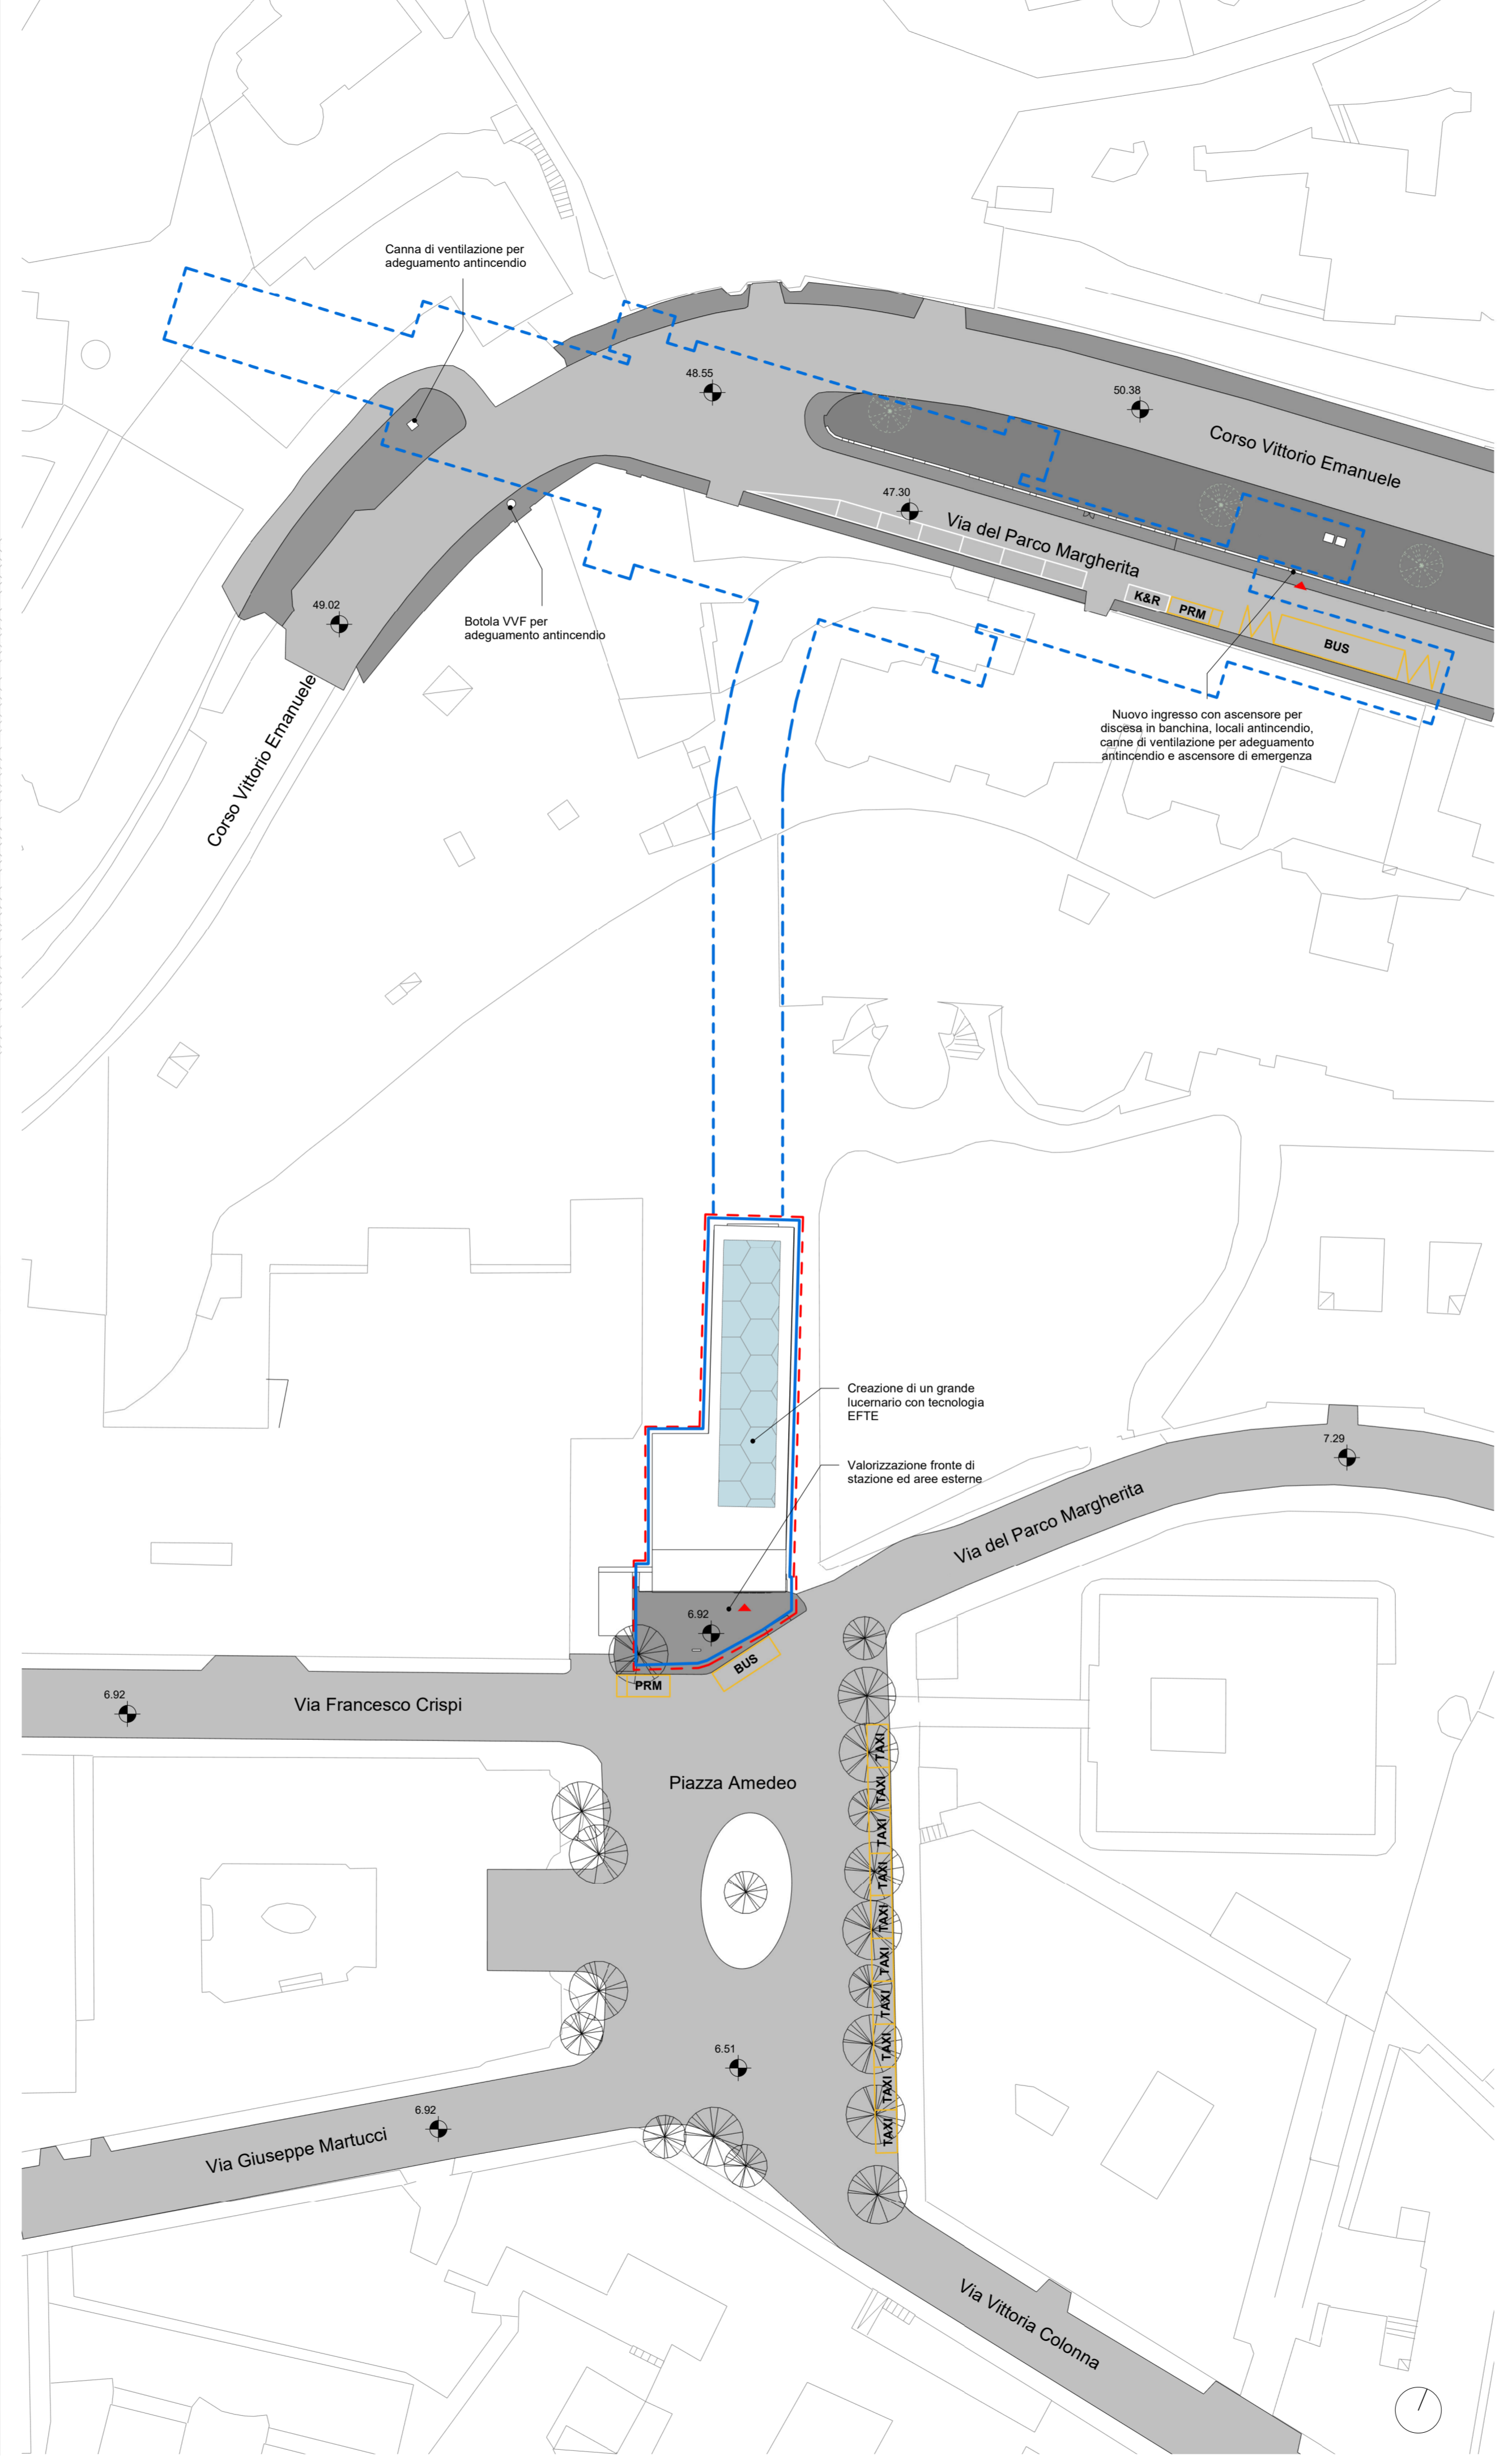 Canna di ventilazione per
adeguamento antincendio
48.55
50.38
Corso Vittorio Emanuele
47.30
Via del Parco Margherita
K&R
PRM
BUS
49.02
Botola VVF per
adeguamento antincendio
Corso Vittorio Emanuele
Nuovo ingresso con ascensore per
discesa in banchina, locali antincendio,
canne di ventilazione per adeguamento
antincendio e ascensore di emergenza
Creazione di un grande
lucernario con tecnologia
EFTE
Valorizzazione fronte di
stazione ed aree esterne
7.29
Via del Parco Margherita
6.92
BUS
PRM
6.92
Via Francesco Crispi
Piazza Amedeo
TAXI
TAXI
TAXI
TAXI
TAXI
TAXI
TAXI
TAXI
TAXI
TAXI
6.51
6.92
Via Giuseppe Martucci
Via Vittoria Colonna